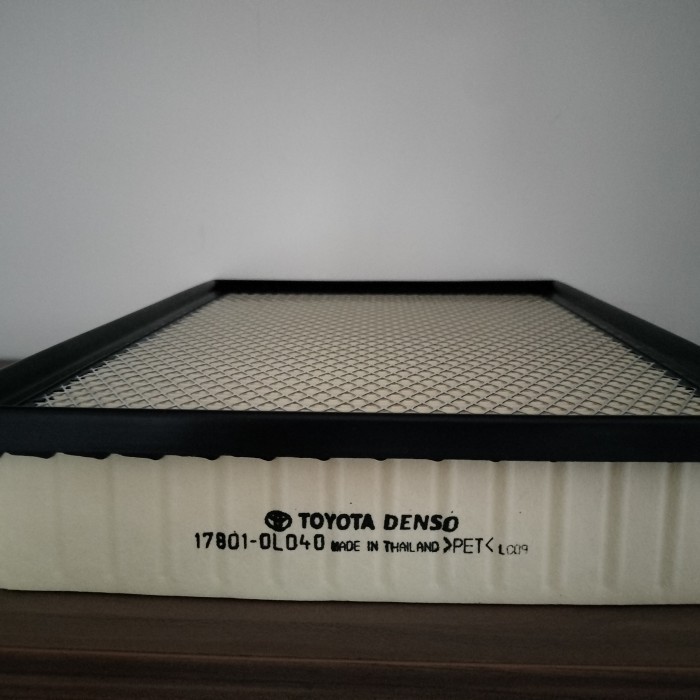 TOYOTA DENSO
17801-0L040 MADE IN THAILAND >PET< LC09